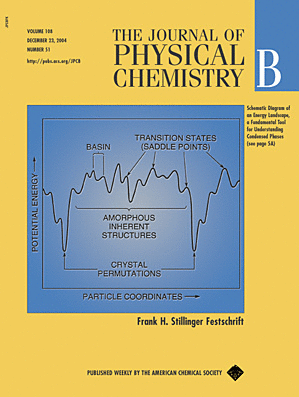 VOLUME 108
DECEMBER 23, 2004
NUMBER 51
http://pubs.acs.org/JPCB
THE JOURNAL OF
PHYSICAL
CHEMISTRY
B
Schematic Diagram of
an Energy Landscape,
a Fundamental Tool
for Understanding
Condensed Phases
(see page 5A)
TRANSITION STATES
(SADDLE POINTS)
BASIN
POTENTIAL ENERGY
AMORPHOUS
INHERENT
STRUCTURES
CRYSTAL
PERMUTATIONS
PARTICLE COORDINATES
Frank H. Stillinger Festschrift
PUBLISHED WEEKLY BY THE AMERICAN CHEMICAL SOCIETY